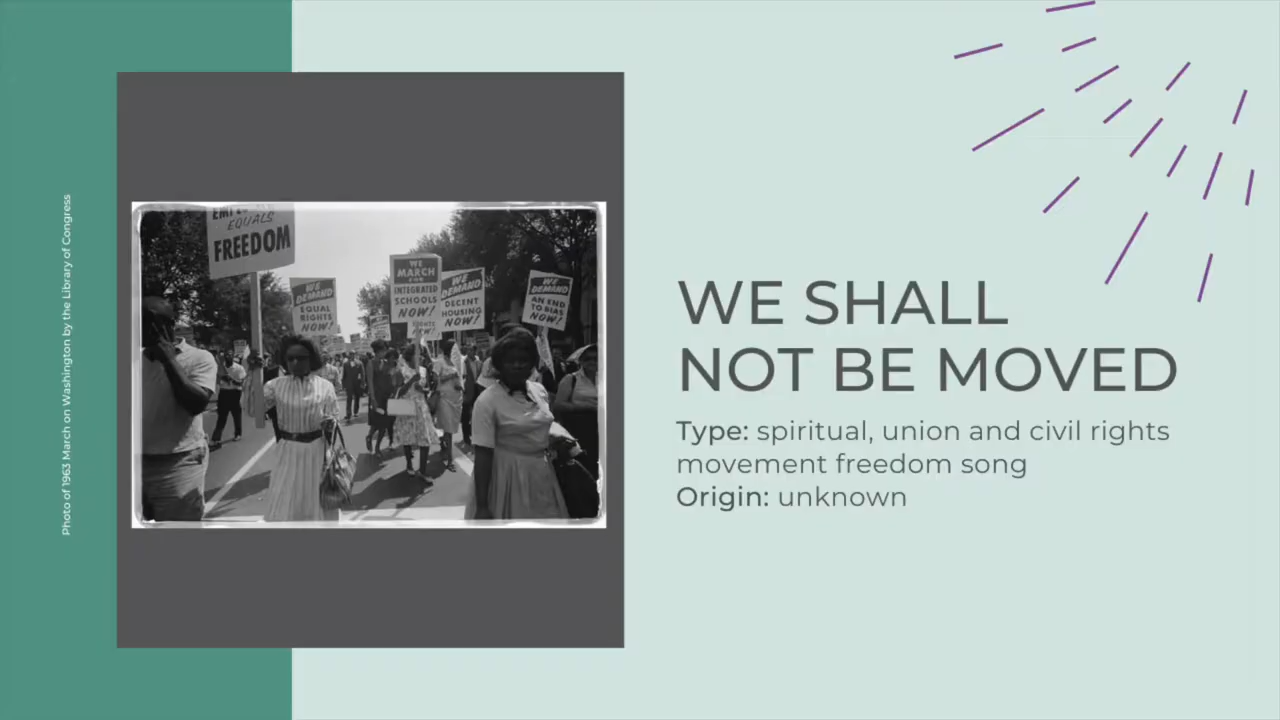 Photo of 1963 March on Washington by the Library of Congress
EQUALS
FREEDOM
WE DEMAND
EQUAL
RIGHTS
NOW!
WE
MARCH
FOR
INTEGRATED
SCHOOLS
NOW!
WE DEMAND
DECENT
HOUSING
NOW!
WE DEMAND
AN END
TO BIAS
NOW!
WE SHALL
NOT BE MOVED
Type: spiritual, union and civil rights
movement freedom song
Origin: unknown